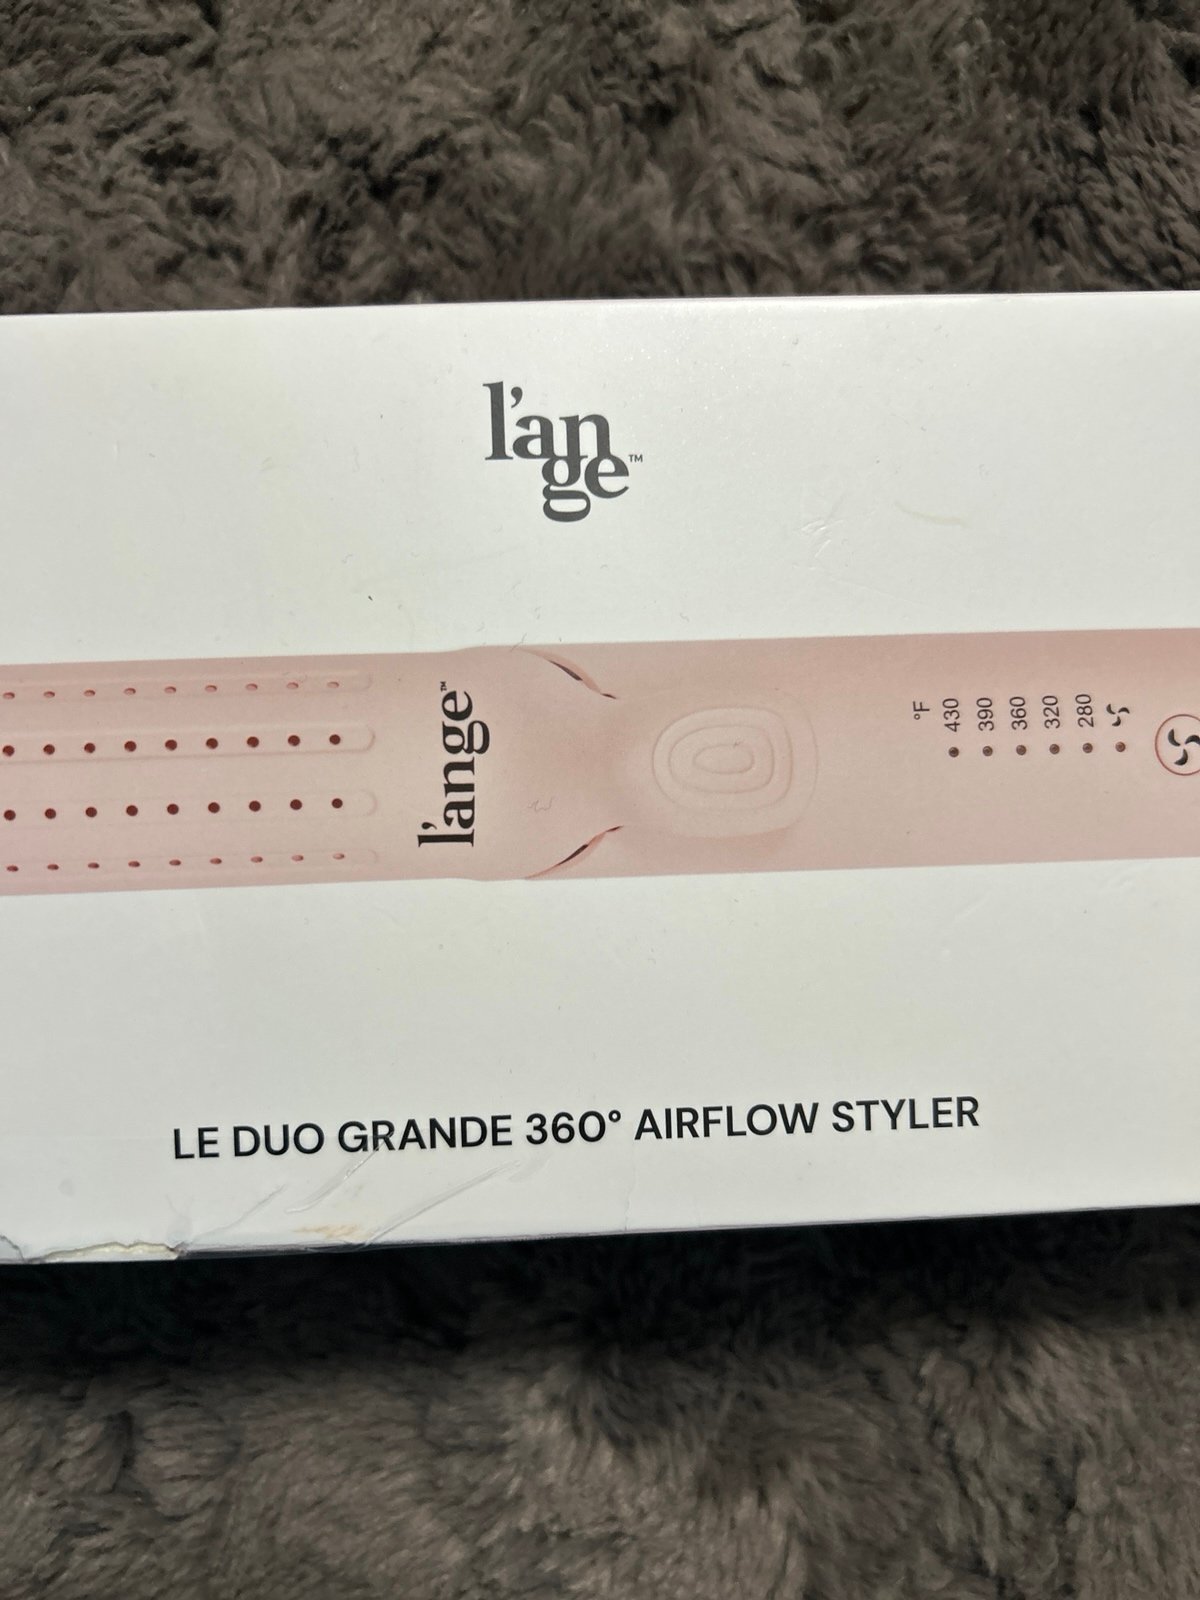 l'ange™
l'ange™
°F
430
390
360
320
280
LE DUO GRANDE 360° AIRFLOW STYLER